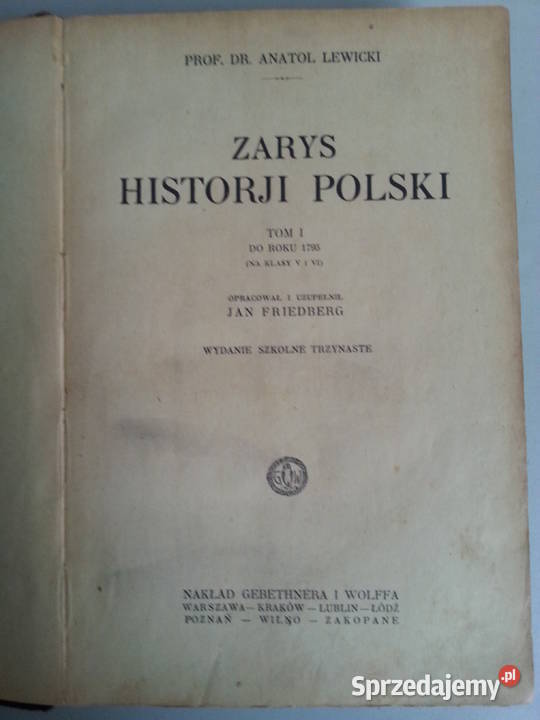 PROF. DR. ANATOL LEWICKI
ZARYS
HISTORJI POLSKI
TOM I
DO ROKU 1795
(NA KLASY V I VI)
OPRACOWAŁ I UZUPEŁNIŁ
JAN FRIEDBERG
WYDANIE SZKOLNE TRZYNASTE
G W
NAKŁAD GEBETHNERA I WOLFFA
WARSZAWA—KRAKÓW—LUBLIN—ŁÓDŹ
POZNAŃ — WILNO — ZAKOPANE
Sprzedajemy.pl